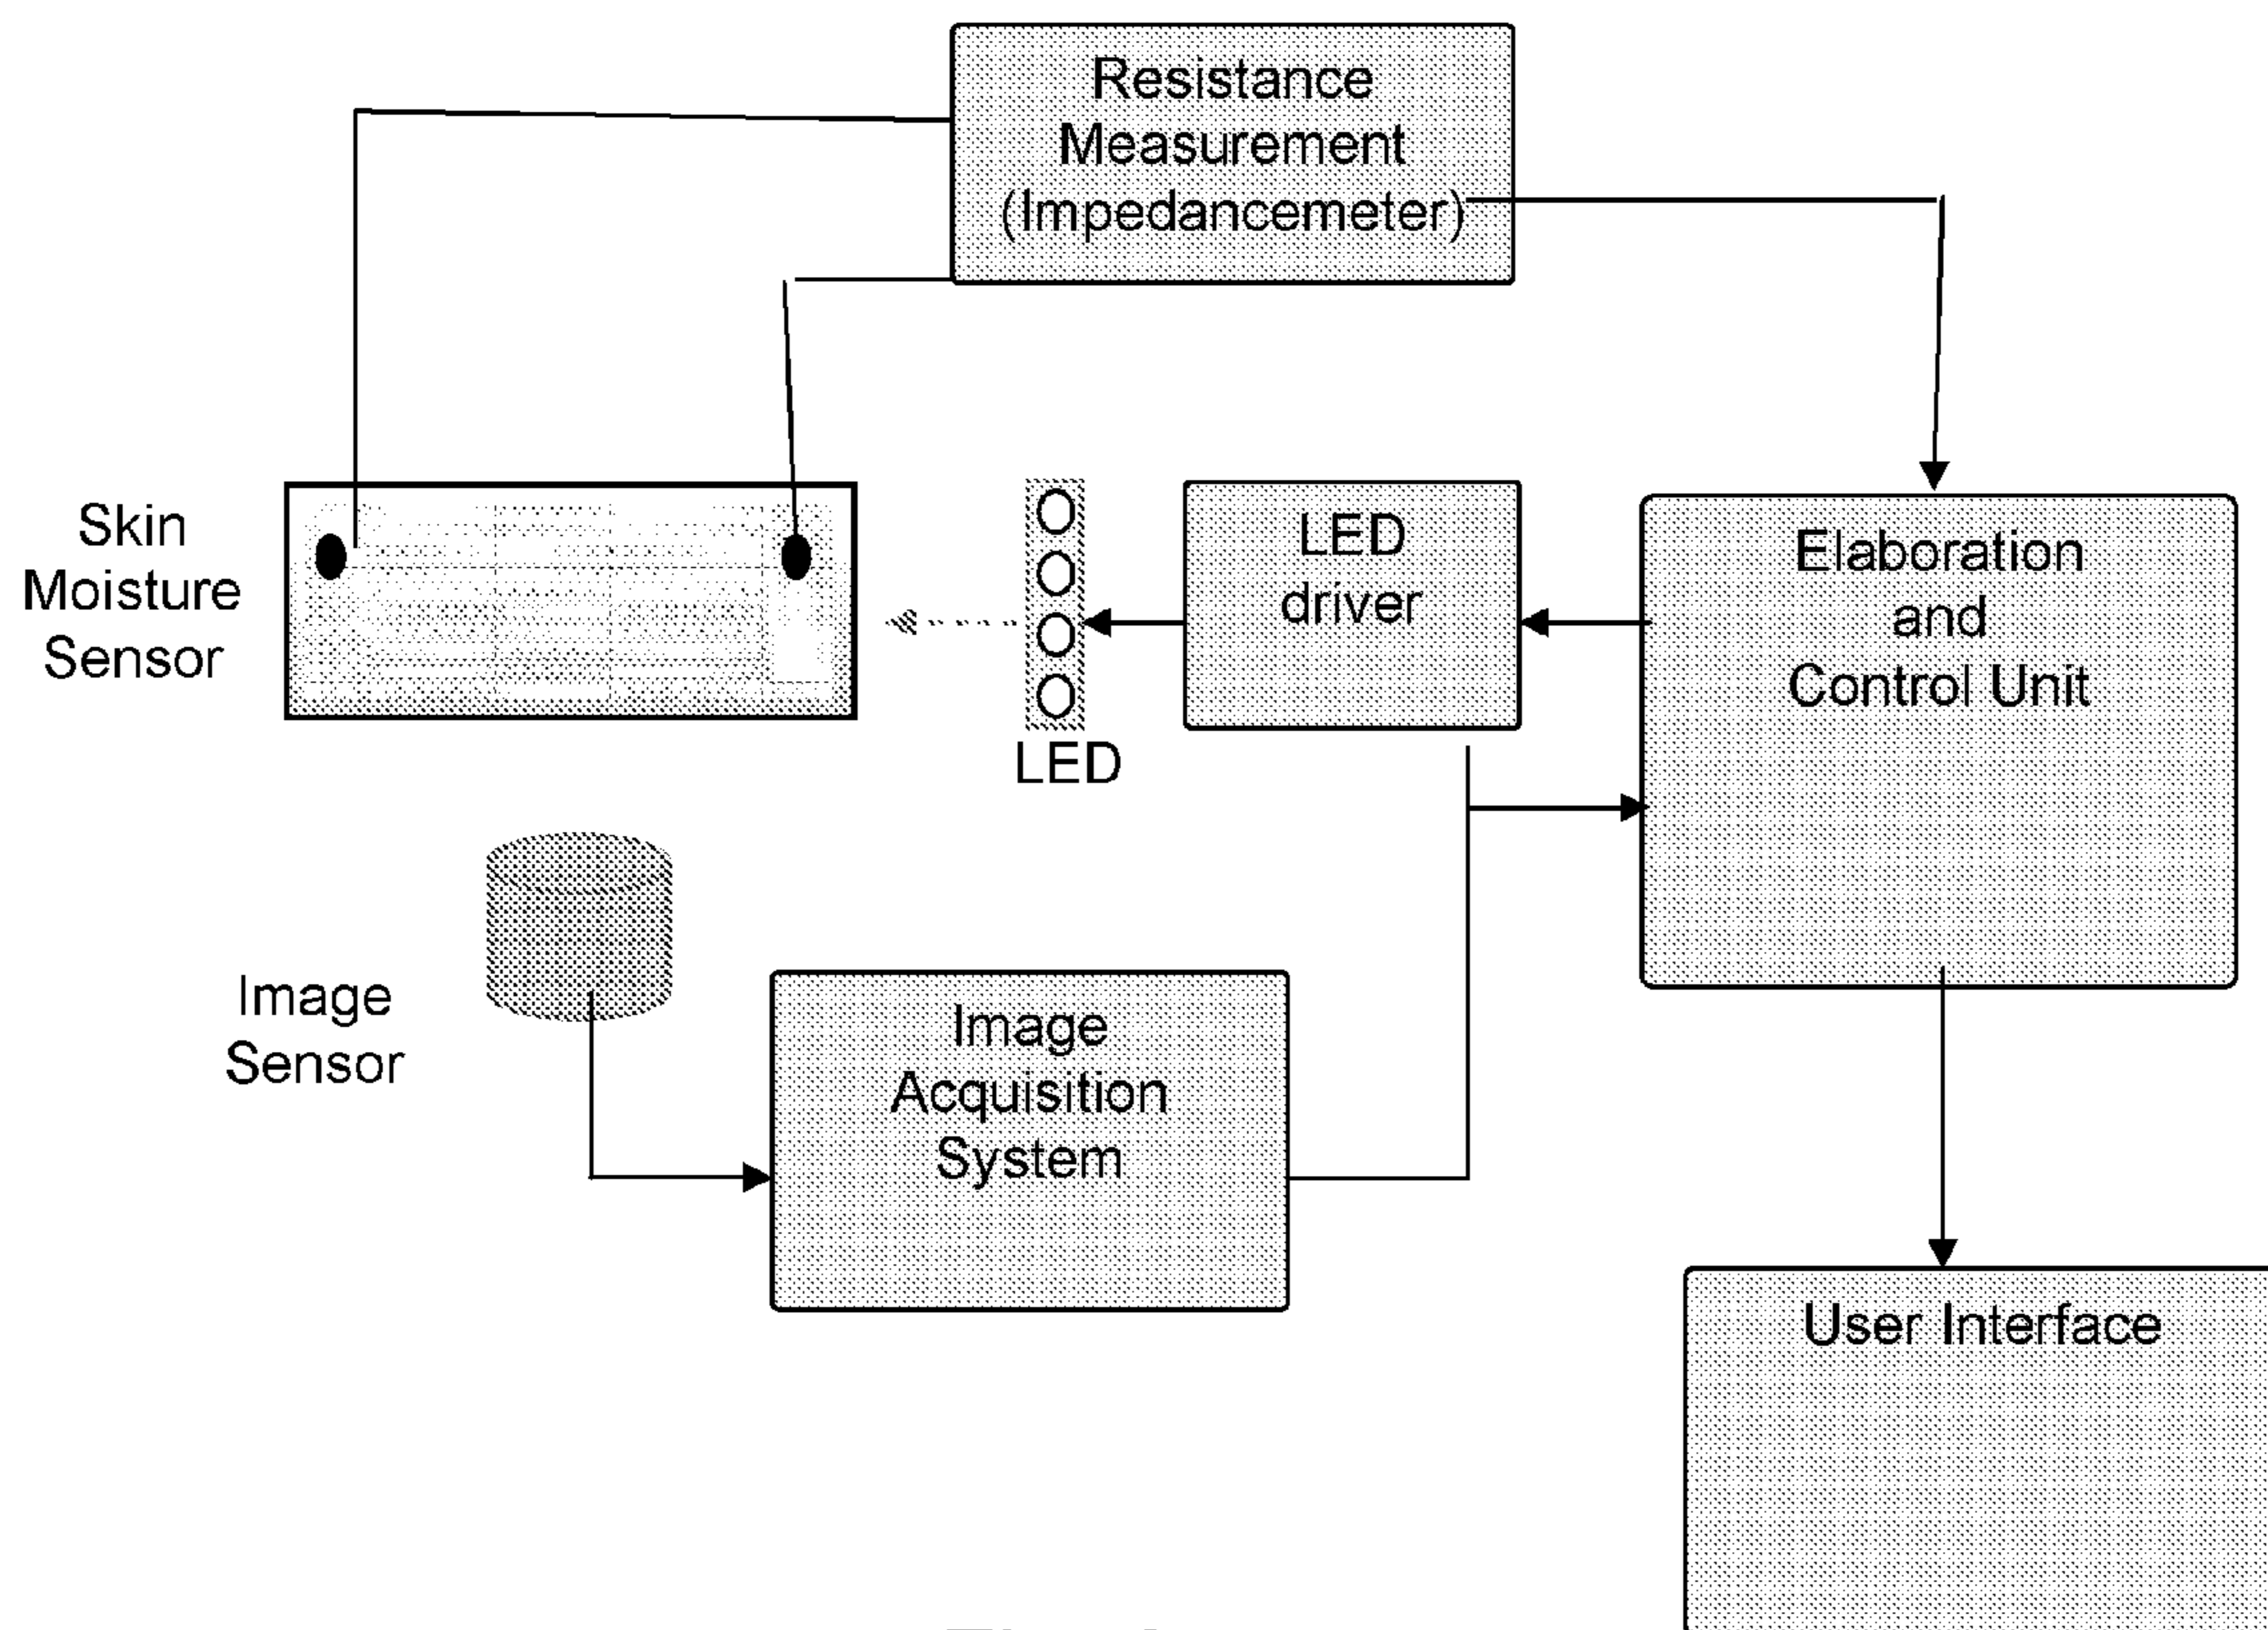 Resistance
Measurement
(Impedancemeter)
Skin
Moisture
Sensor
LED
driver
Elaboration
and
Control Unit
LED
Image
Sensor
Image
Acquisition
System
User Interface